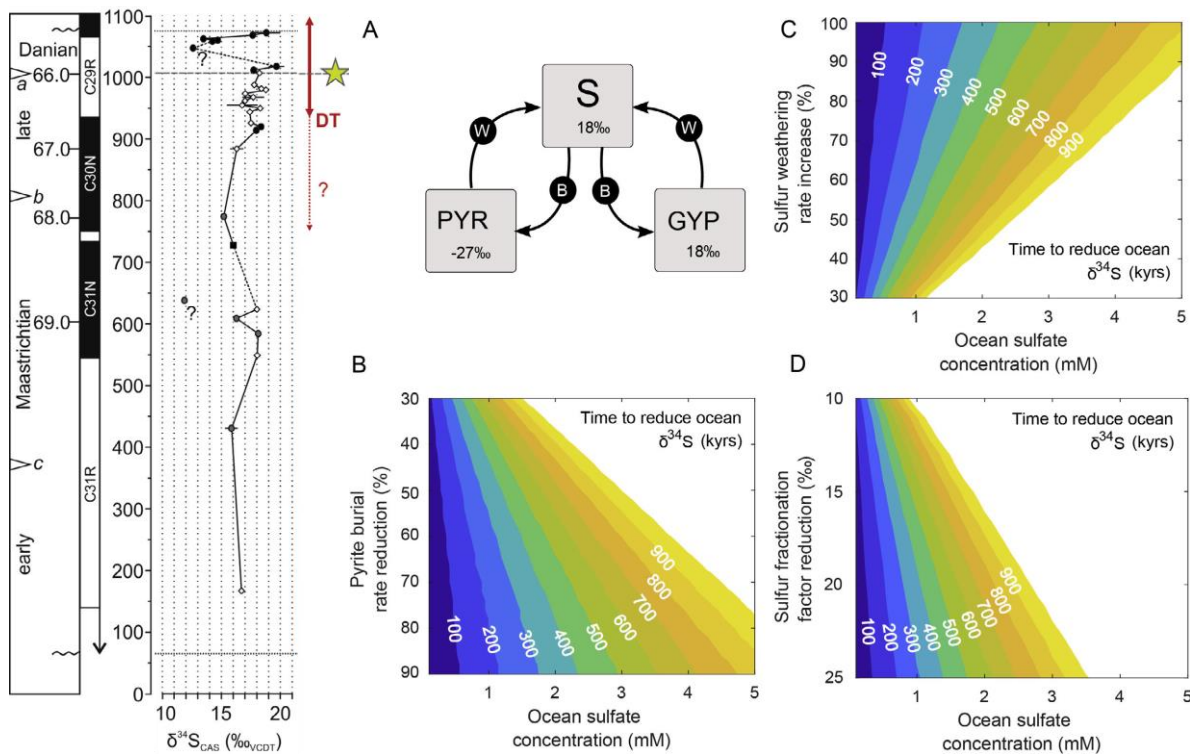 Danian
a
late
b
Maastrichtian
c
early
66.0
67.0
68.0
69.0
C29R
C30N
C31N
C31R
1100
1000
900
800
700
600
500
400
300
200
100
0
10
15
20
δ³⁴S CAS (‰VCDT)
?
?
DT
?
A
S
18‰
W
W
B
B
PYR
-27‰
GYP
18‰
B
Pyrite burial
rate reduction (%)
30
40
50
60
70
80
90
Time to reduce ocean
δ³⁴S (kyrs)
100
200
300
400
500
600
700
800
900
1
2
3
4
5
Ocean sulfate
concentration (mM)
C
Sulfur weathering
rate increase (%)
100
90
80
70
60
50
40
30
100
200
300
400
500
600
700
800
900
Time to reduce ocean
δ³⁴S (kyrs)
1
2
3
4
5
Ocean sulfate
concentration (mM)
D
Sulfur fractionation
factor reduction (‰)
10
15
20
25
Time to reduce ocean
δ³⁴S (kyrs)
100
200
300
400
500
600
700
800
900
1
2
3
4
5
Ocean sulfate
concentration (mM)